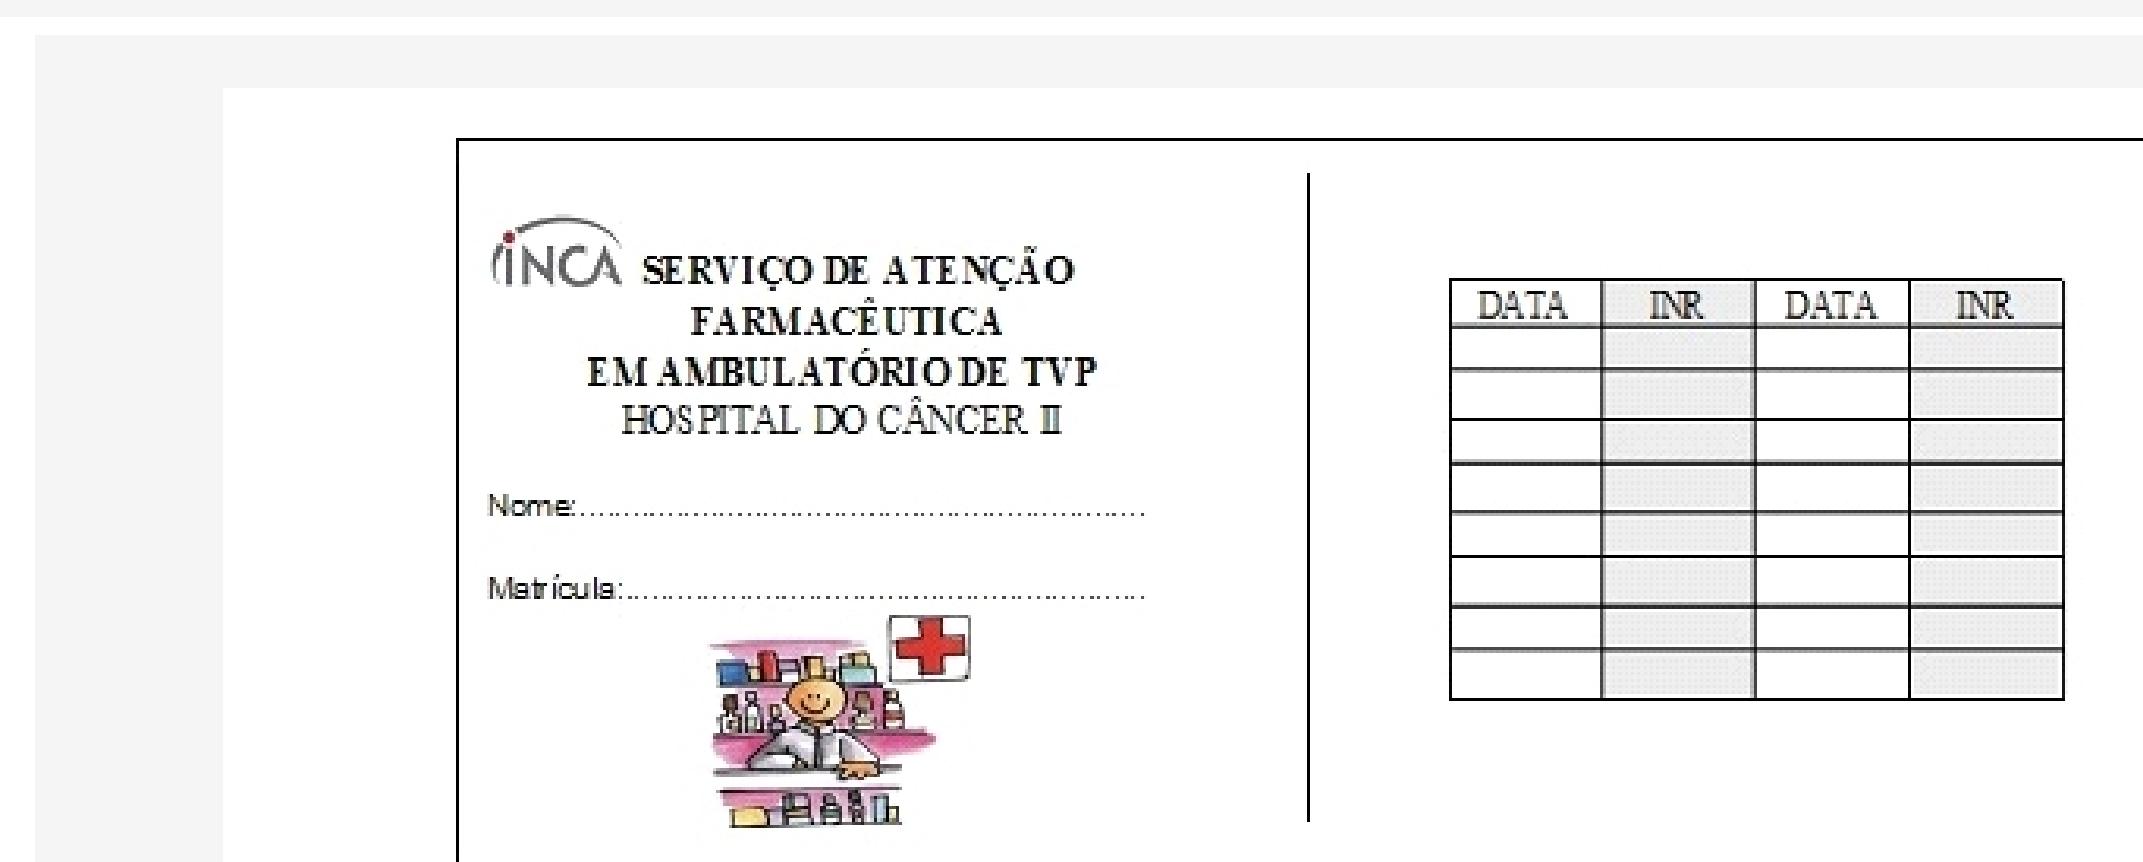 INCA SERVIÇO DE ATENÇÃO
FARMACÊUTICA
EM AMBULATÓRIO DE TVP
HOSPITAL DO CÂNCER II
Nome:..................................................................
Matrícula:.............................................................
DATA INR DATA INR